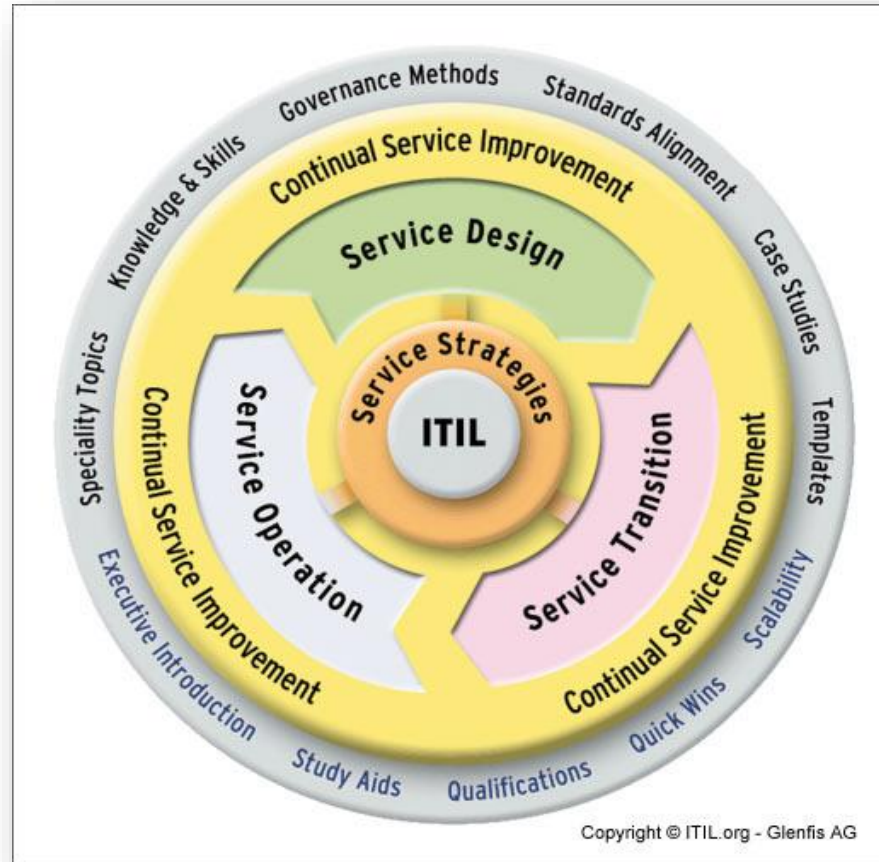 Governance Methods
Standards Alignment
Knowledge & Skills
Case Studies
Speciality Topics
Templates
Executive Introduction
Scalability
Study Aids
Qualifications
Quick Wins
Continual Service Improvement
Continual Service Improvement
Continual Service Improvement
Service Design
Service Operation
Service Transition
Service Strategies
ITIL
Copyright © ITIL.org - Glenfis AG